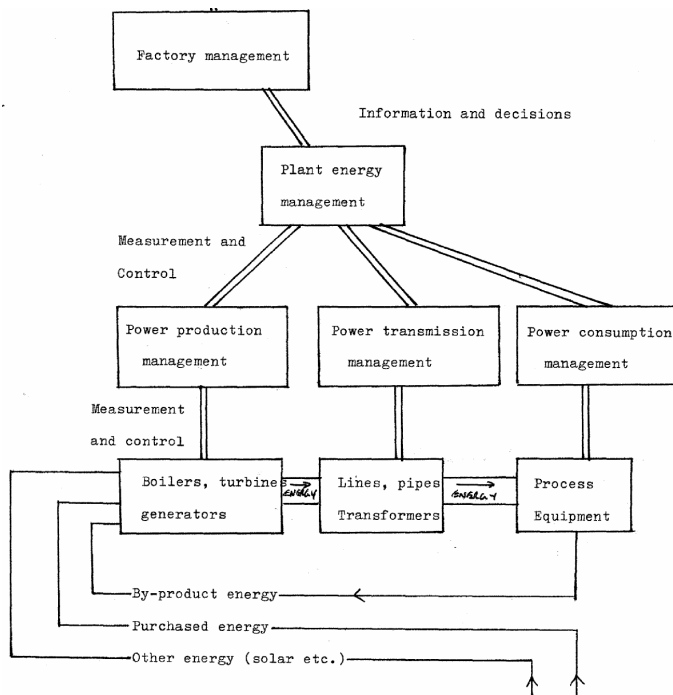 Factory management
Information and decisions
Plant energy
management
Measurement and
Control
Power production
management
Power transmission
management
Power consumption
management
Measurement
and control
Boilers, turbines
generators
ENERGY
Lines, pipes
Transformers
ENERGY
Process
Equipment
By-product energy
Purchased energy
Other energy (solar etc.)